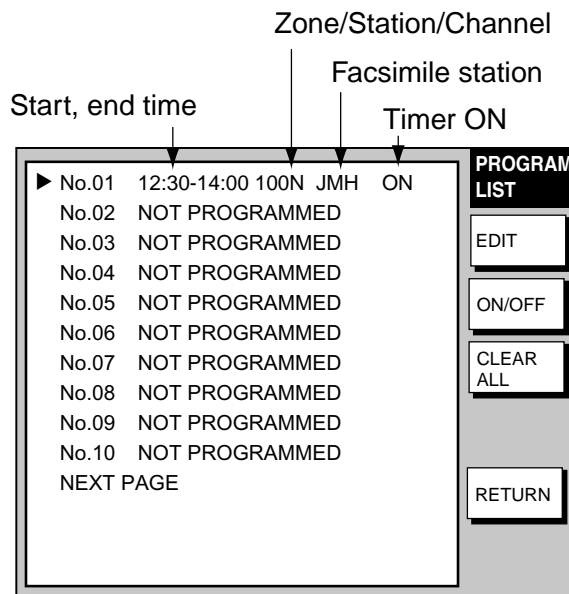 Zone/Station/Channel
Facsimile station
Start, end time
Timer ON
PROGRAM
LIST
No.01 12:30-14:00 100N JMH ON
No.02 NOT PROGRAMMED
No.03 NOT PROGRAMMED
No.04 NOT PROGRAMMED
No.05 NOT PROGRAMMED
No.06 NOT PROGRAMMED
No.07 NOT PROGRAMMED
No.08 NOT PROGRAMMED
No.09 NOT PROGRAMMED
No.10 NOT PROGRAMMED
NEXT PAGE
EDIT
ON/OFF
CLEAR
ALL
RETURN